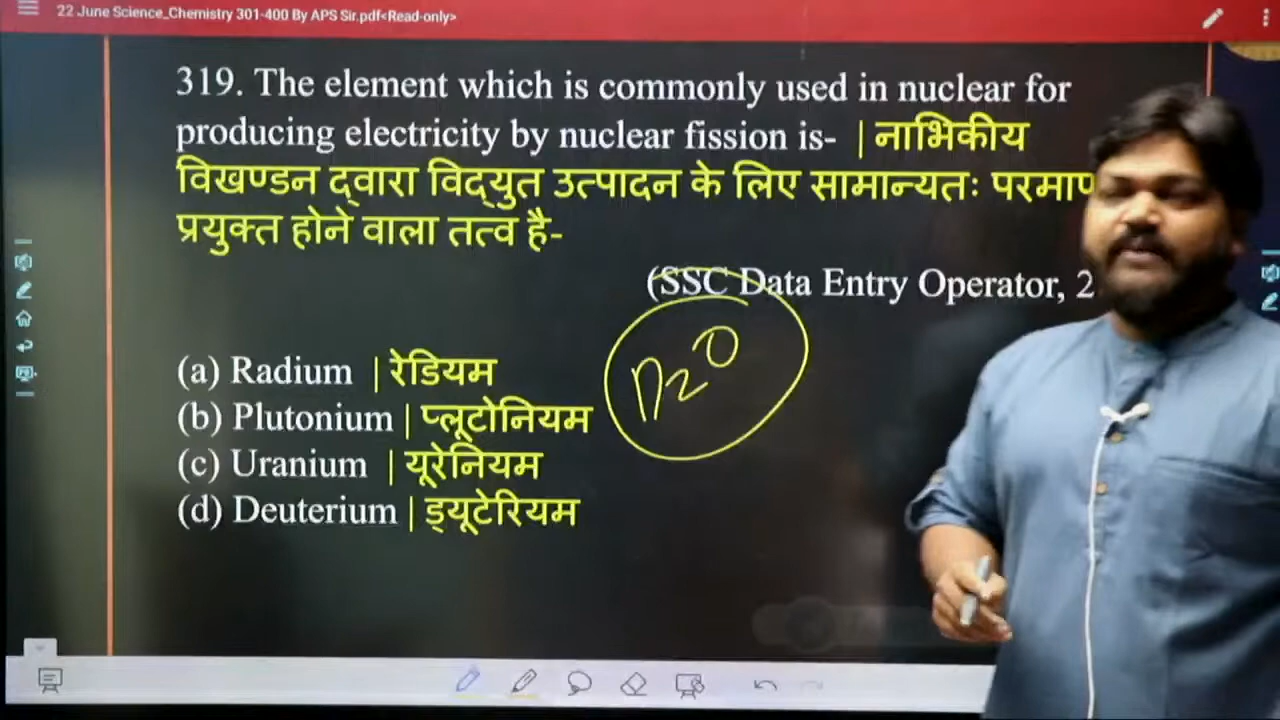 22 June Science_Chemistry 301-400 By APS Sir.pdf<Read-only>
319. The element which is commonly used in nuclear for
producing electricity by nuclear fission is- | नाभिकीय
विखण्डन द्वारा विद्युत उत्पादन के लिए सामान्यतः
प्रयुक्त होने वाला तत्व है-
(SSC Data Entry Operator, 2
D2O
(a) Radium | रेडियम
(b) Plutonium | प्लूटोनियम
(c) Uranium | यूरेनियम
(d) Deuterium | ड्यूटेरियम